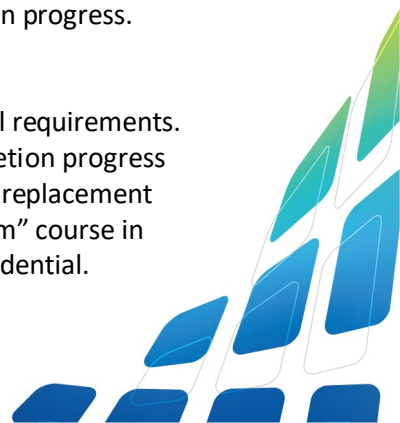 n progress.
l requirements.
etion progress
replacement
m” course in
dential.